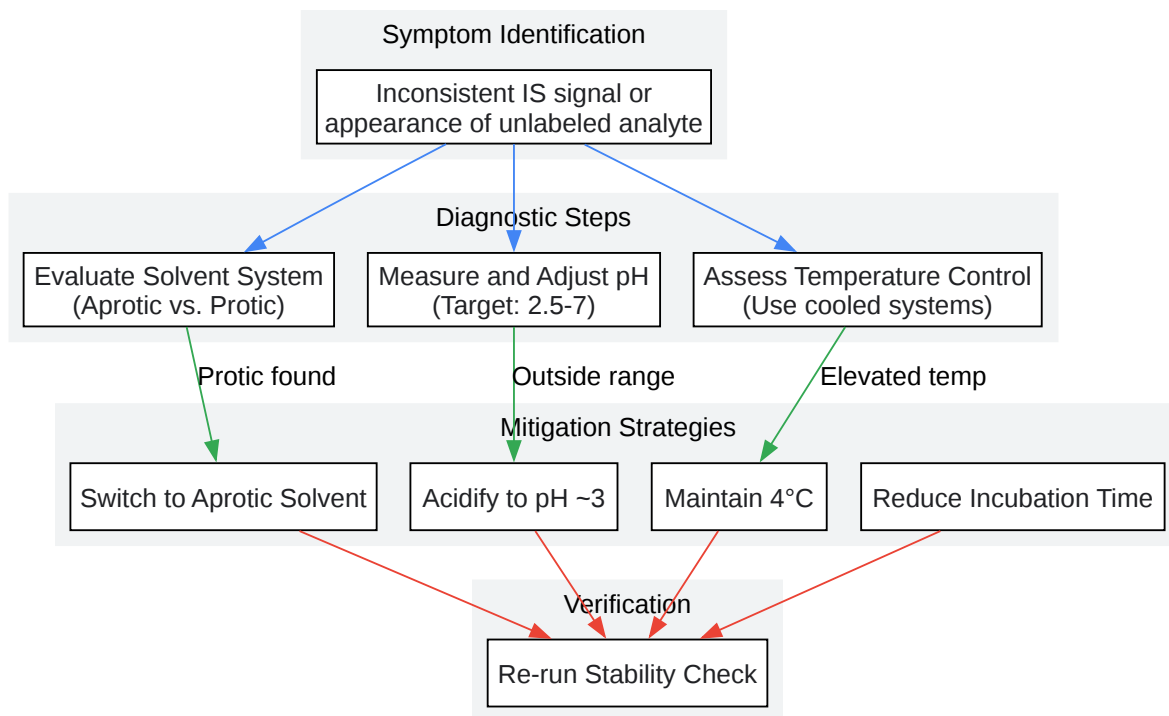 Symptom Identification
Inconsistent IS signal or
appearance of unlabeled analyte
Diagnostic Steps
Evaluate Solvent System
(Aprotic vs. Protic)
Measure and Adjust pH
(Target: 2.5-7)
Assess Temperature Control
(Use cooled systems)
Protic found
Outside range
Elevated temp
Mitigation Strategies
Switch to Aprotic Solvent
Acidify to pH ~3
Maintain 4°C
Reduce Incubation Time
Verification
Re-run Stability Check